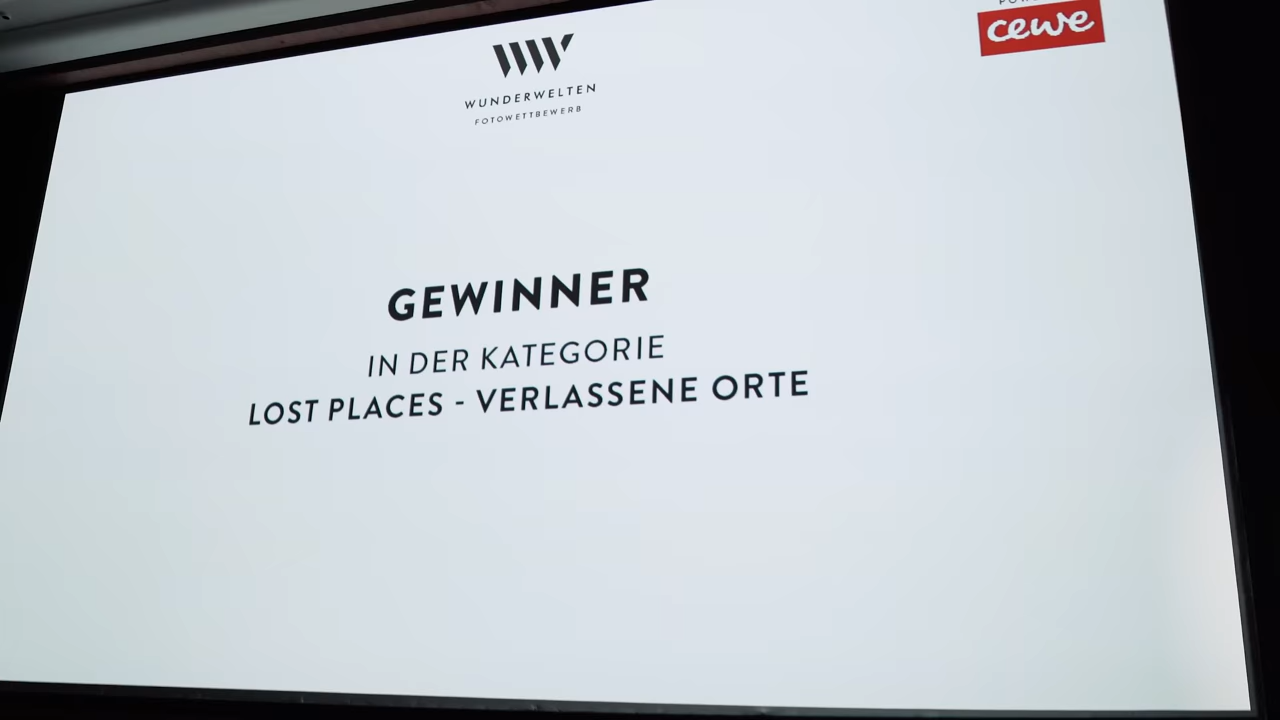 WUNDERWELTEN
FOTOWETTBEWERB
cewe
GEWINNER
IN DER KATEGORIE
LOST PLACES - VERLASSENE ORTE